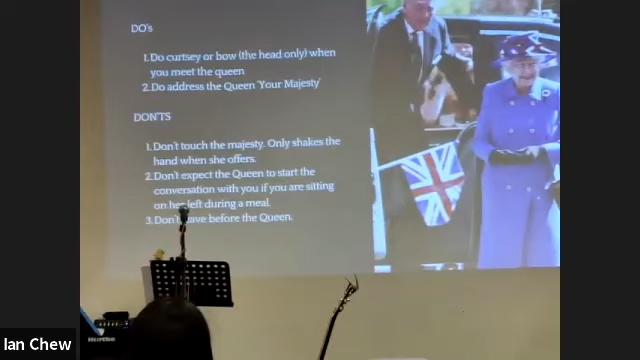 DO's
1. Do curtsey or bow (the head only) when
you meet the queen
2. Do address the Queen 'Your Majesty'
DON'TS
1. Don't touch the majesty. Only shakes the
hand when she offers.
2. Don't expect the Queen to start the
conversation with you if you are sitting
on her left during a meal.
3. Don't leave before the Queen.
Ian Chew